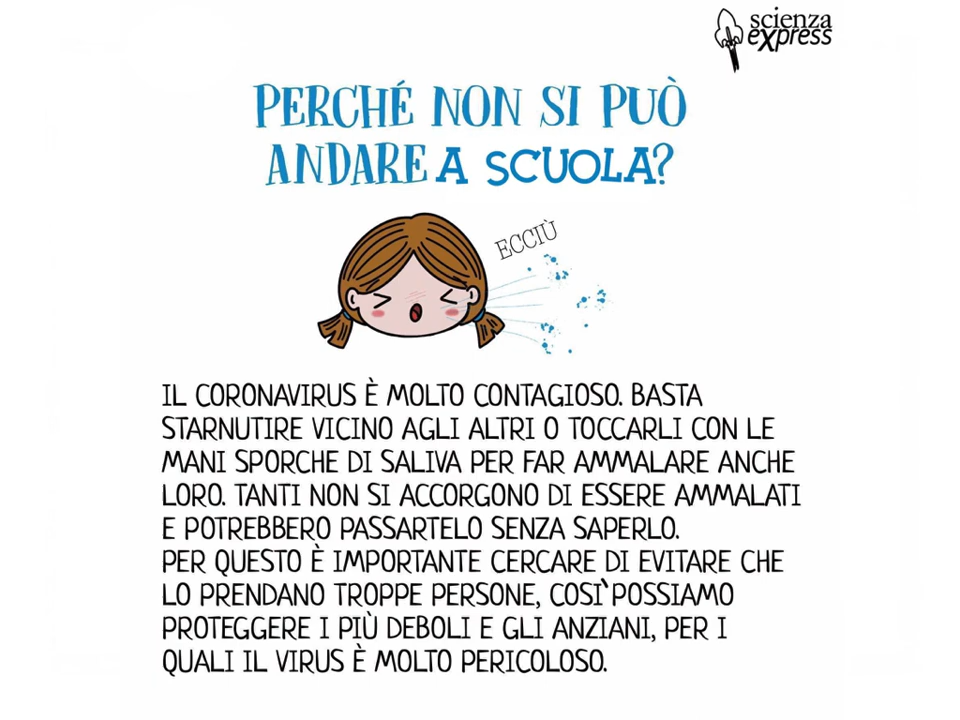 scienza
express
PERCHÉ NON SI PUÒ
ANDARE A SCUOLA?
ECCIÙ
IL CORONAVIRUS È MOLTO CONTAGIOSO. BASTA
STARNUTIRE VICINO AGLI ALTRI O TOCCARLI CON LE
MANI SPORCHE DI SALIVA PER FAR AMMALARE ANCHE
LORO. TANTI NON SI ACCORGONO DI ESSERE AMMALATI
E POTREBBERO PASSARTELO SENZA SAPERLO.
PER QUESTO È IMPORTANTE CERCARE DI EVITARE CHE
LO PRENDANO TROPPE PERSONE, COSÌ POSSIAMO
PROTEGGERE I PIÙ DEBOLI E GLI ANZIANI, PER I
QUALI IL VIRUS È MOLTO PERICOLOSO.